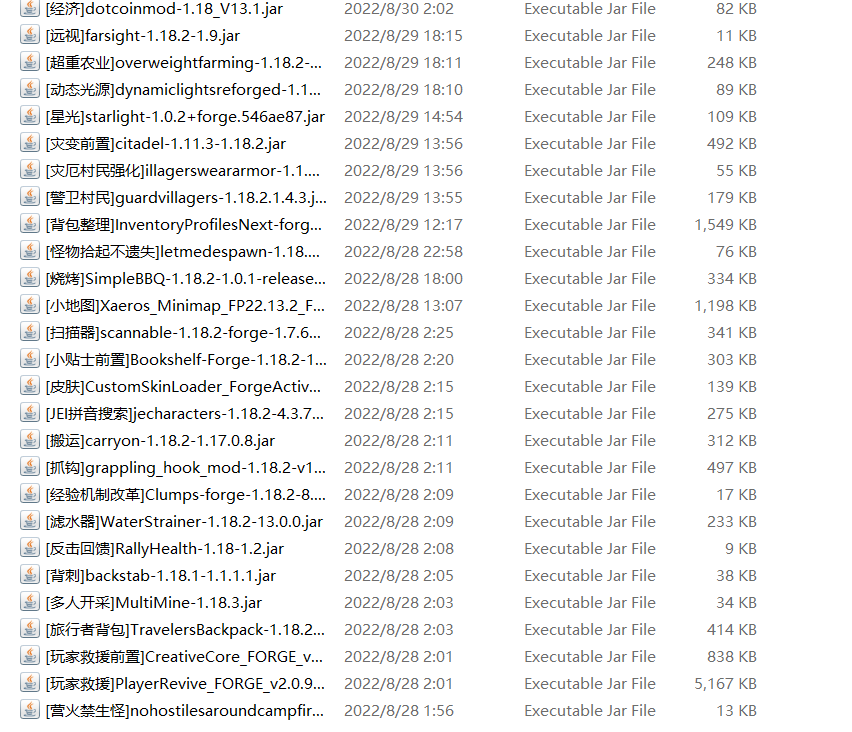 [经济]dotcoinmod-1.18_V13.1.jar 2022/8/30 2:02 Executable Jar File 82 KB
[远视]farsight-1.18.2-1.9.jar 2022/8/29 18:15 Executable Jar File 11 KB
[超重农业]overweightfarming-1.18.2-... 2022/8/29 18:11 Executable Jar File 248 KB
[动态光源]dynamiclightsreforged-1.1... 2022/8/29 18:10 Executable Jar File 89 KB
[星光]starlight-1.0.2+forge.546ae87.jar 2022/8/29 14:54 Executable Jar File 109 KB
[灾变前置]citadel-1.11.3-1.18.2.jar 2022/8/29 13:56 Executable Jar File 492 KB
[灾厄村民强化]illagersweararmor-1.1.... 2022/8/29 13:56 Executable Jar File 55 KB
[警卫村民]guardvillagers-1.18.2.1.4.3.j... 2022/8/29 13:55 Executable Jar File 179 KB
[背包整理]InventoryProfilesNext-forg... 2022/8/29 12:17 Executable Jar File 1,549 KB
[怪物拾起不遗失]letmedespawn-1.18.... 2022/8/28 22:58 Executable Jar File 76 KB
[烧烤]SimpleBBQ-1.18.2-1.0.1-release... 2022/8/28 18:00 Executable Jar File 334 KB
[小地图]Xaeros_Minimap_FP22.13.2_F... 2022/8/28 13:07 Executable Jar File 1,198 KB
[扫描器]scannable-1.18.2-forge-1.7.6... 2022/8/28 2:25 Executable Jar File 341 KB
[小贴士前置]Bookshelf-Forge-1.18.2-1... 2022/8/28 2:20 Executable Jar File 303 KB
[皮肤]CustomSkinLoader_ForgeActiv... 2022/8/28 2:15 Executable Jar File 139 KB
[JEI拼音搜索]jecharacters-1.18.2-4.3.7... 2022/8/28 2:15 Executable Jar File 275 KB
[搬运]carryon-1.18.2-1.17.0.8.jar 2022/8/28 2:11 Executable Jar File 312 KB
[抓钩]grappling_hook_mod-1.18.2-v1... 2022/8/28 2:11 Executable Jar File 497 KB
[经验机制改革]Clumps-forge-1.18.2-8.... 2022/8/28 2:09 Executable Jar File 17 KB
[滤水器]WaterStrainer-1.18.2-13.0.0.jar 2022/8/28 2:09 Executable Jar File 233 KB
[反击回馈]RallyHealth-1.18-1.2.jar 2022/8/28 2:08 Executable Jar File 9 KB
[背刺]backstab-1.18.1-1.1.1.1.jar 2022/8/28 2:05 Executable Jar File 38 KB
[多人开采]MultiMine-1.18.3.jar 2022/8/28 2:03 Executable Jar File 34 KB
[旅行者背包]TravelersBackpack-1.18.2... 2022/8/28 2:03 Executable Jar File 414 KB
[玩家救援前置]CreativeCore_FORGE_v... 2022/8/28 2:01 Executable Jar File 838 KB
[玩家救援]PlayerRevive_FORGE_v2.0.9... 2022/8/28 2:01 Executable Jar File 5,167 KB
[营火禁生怪]nohostilesaroundcampfir... 2022/8/28 1:56 Executable Jar File 13 KB